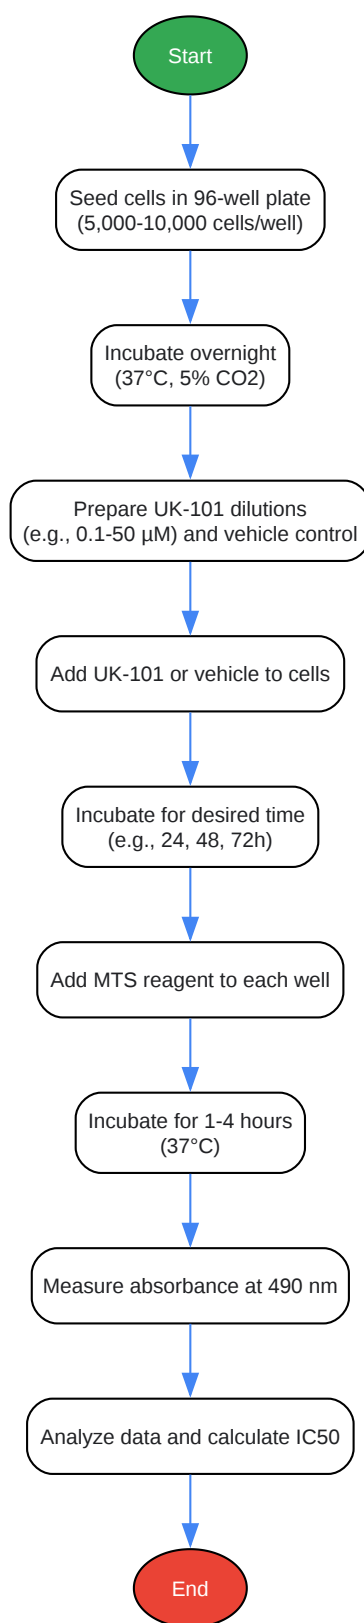 Start
Seed cells in 96-well plate
(5,000-10,000 cells/well)
Incubate overnight
(37°C, 5% CO2)
Prepare UK-101 dilutions
(e.g., 0.1-50 µM) and vehicle control
Add UK-101 or vehicle to cells
Incubate for desired time
(e.g., 24, 48, 72h)
Add MTS reagent to each well
Incubate for 1-4 hours
(37°C)
Measure absorbance at 490 nm
Analyze data and calculate IC50
End